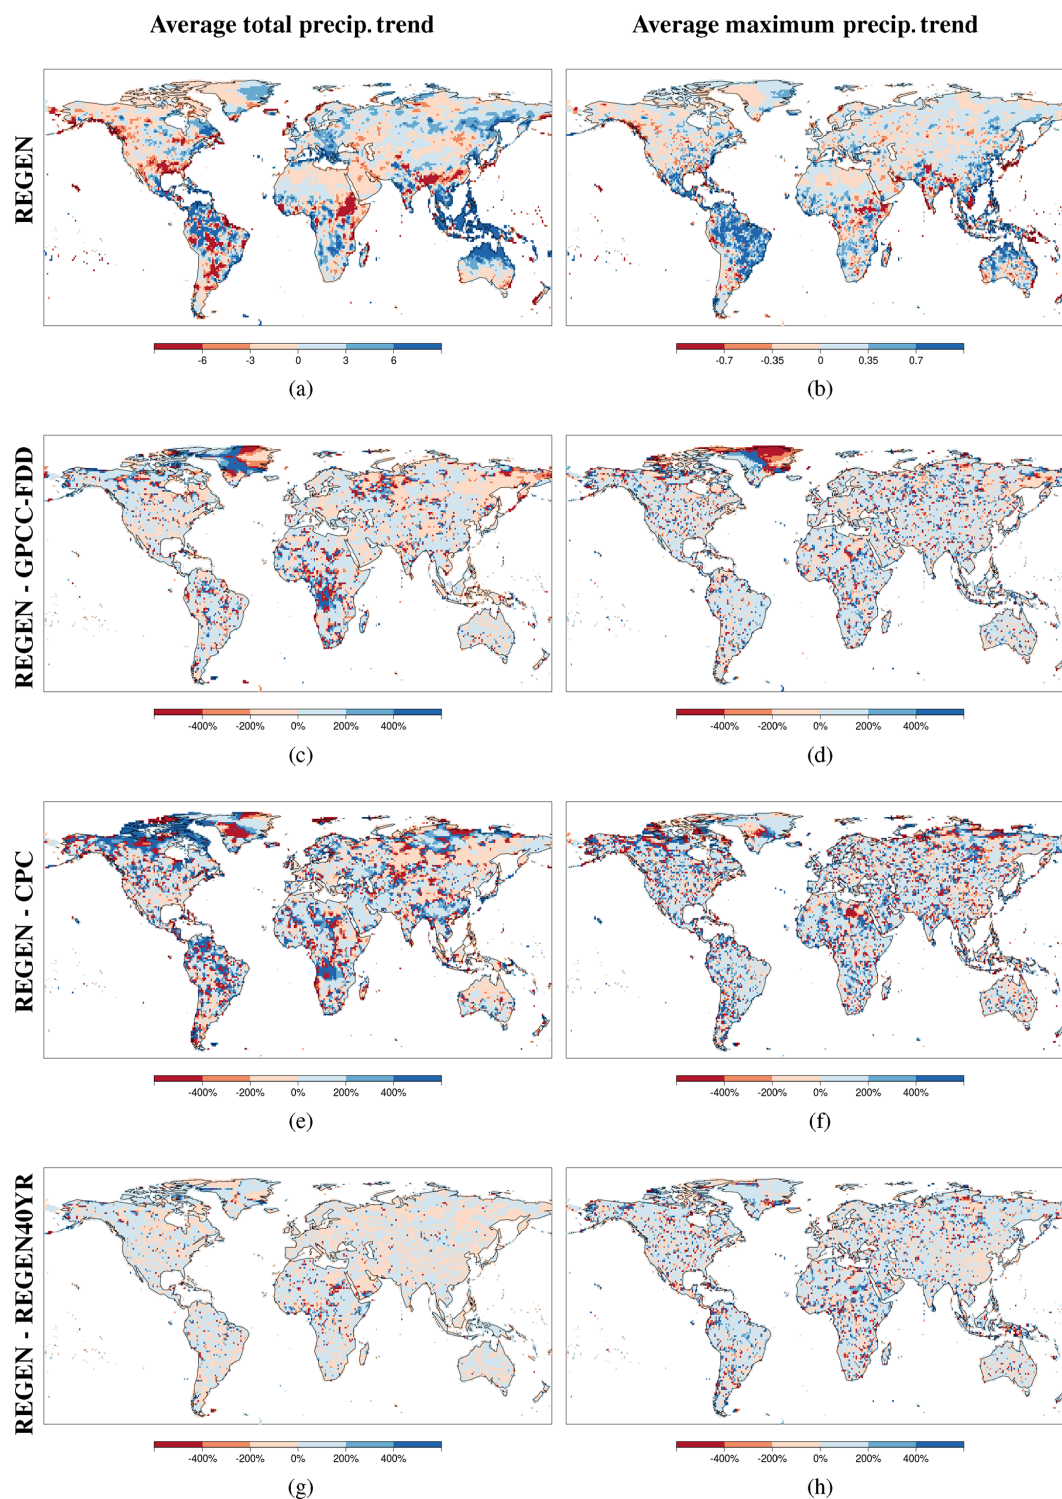 Average total precip. trend
Average maximum precip. trend
REGEN
-6 -3 0 3 6
-0.7 -0.35 0 0.35 0.7
(a)
(b)
REGEN - GPCC-FDD
-400% -200% 0% 200% 400%
-400% -200% 0% 200% 400%
(c)
(d)
REGEN - CPC
-400% -200% 0% 200% 400%
-400% -200% 0% 200% 400%
(e)
(f)
REGEN - REGEN40YR
-400% -200% 0% 200% 400%
-400% -200% 0% 200% 400%
(g)
(h)